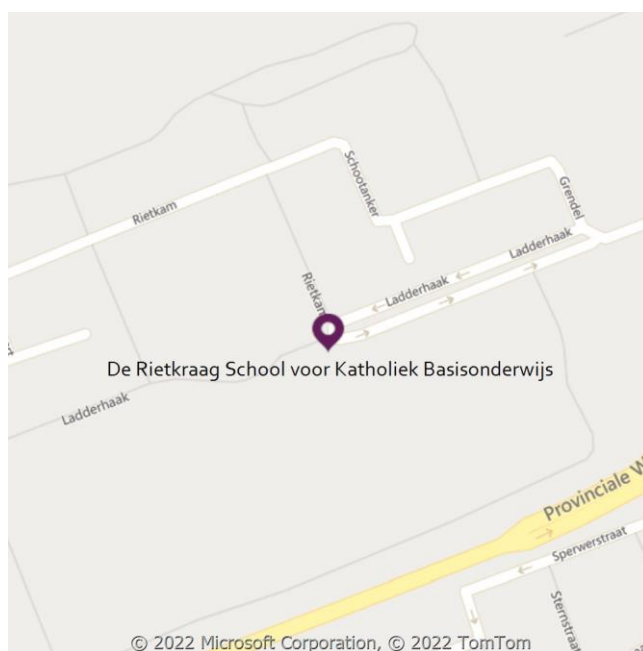 Schootanker
Rietkam
Grendel
Ladderhaak
Rietkam
Ladderhaak
De Rietkraag School voor Katholiek Basisonderwijs
Ladderhaak
Provinciale W
Sperwerstraat
Sternstraat
© 2022 Microsoft Corporation, © 2022 TomTom